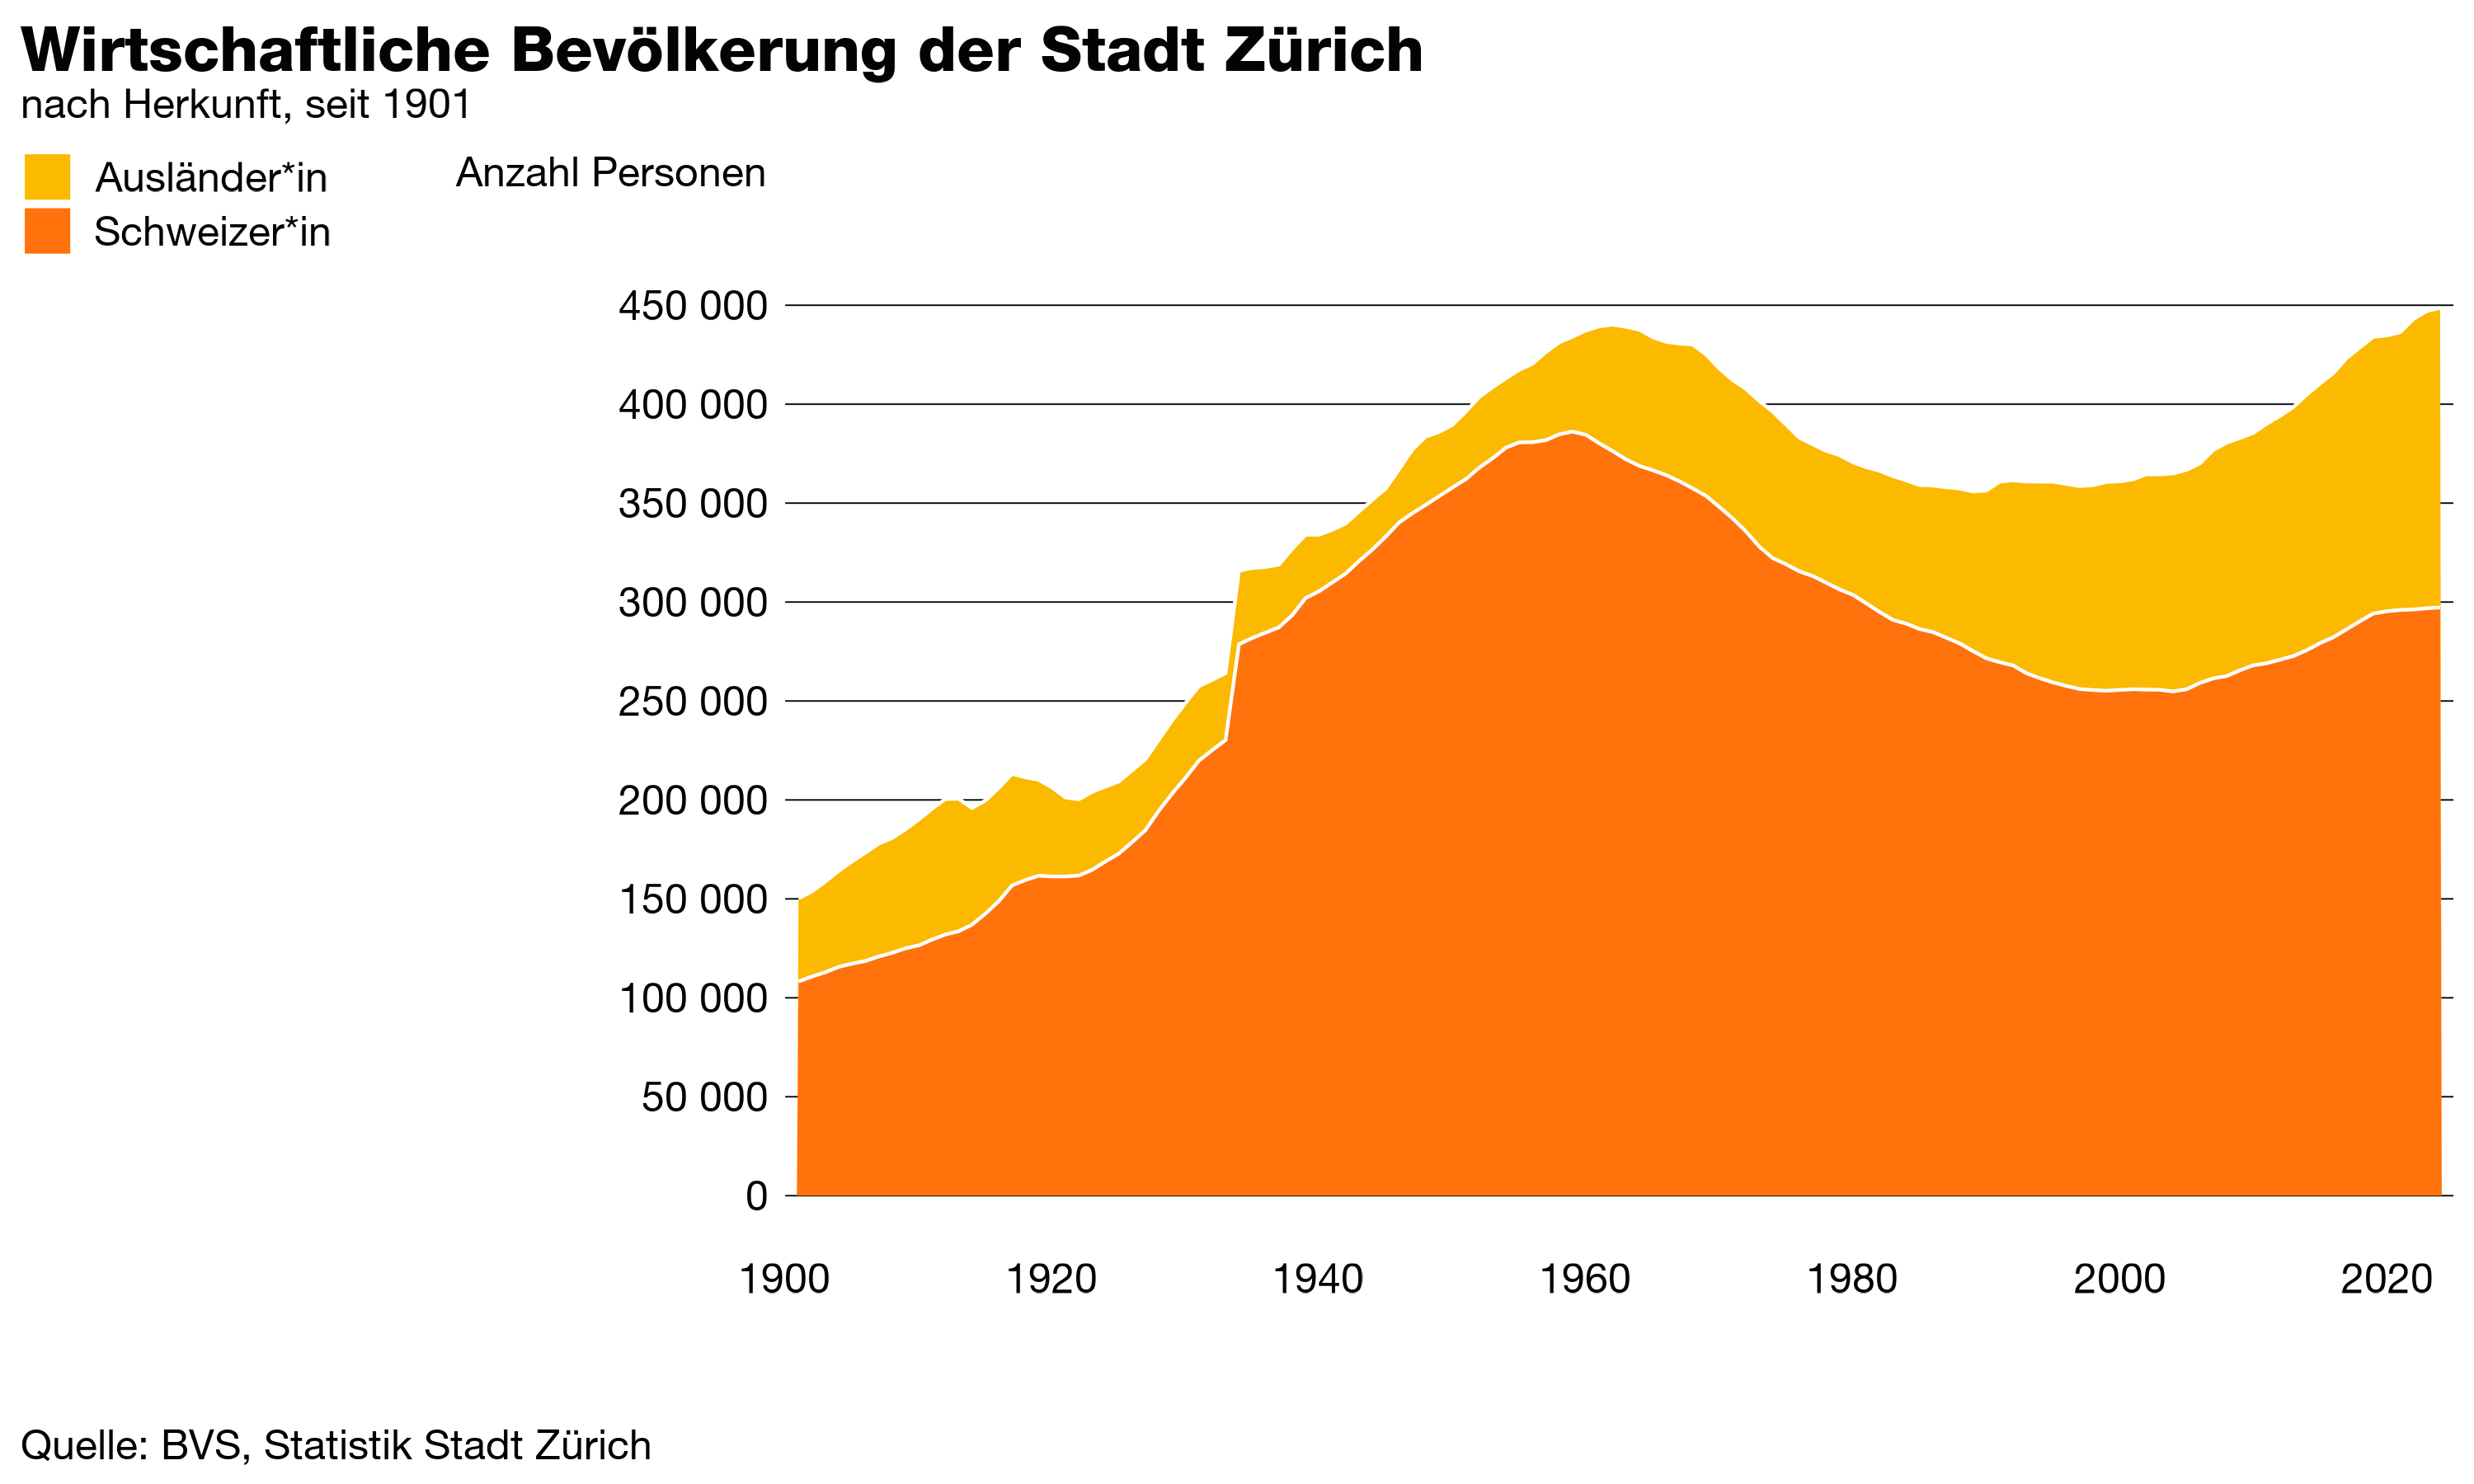 Wirtschaftliche Bevölkerung der Stadt Zürich
nach Herkunft, seit 1901
Ausländer*in
Schweizer*in
Anzahl Personen
450 000
400 000
350 000
300 000
250 000
200 000
150 000
100 000
50 000
0
1900 1920 1940 1960 1980 2000 2020
Quelle: BVS, Statistik Stadt Zürich